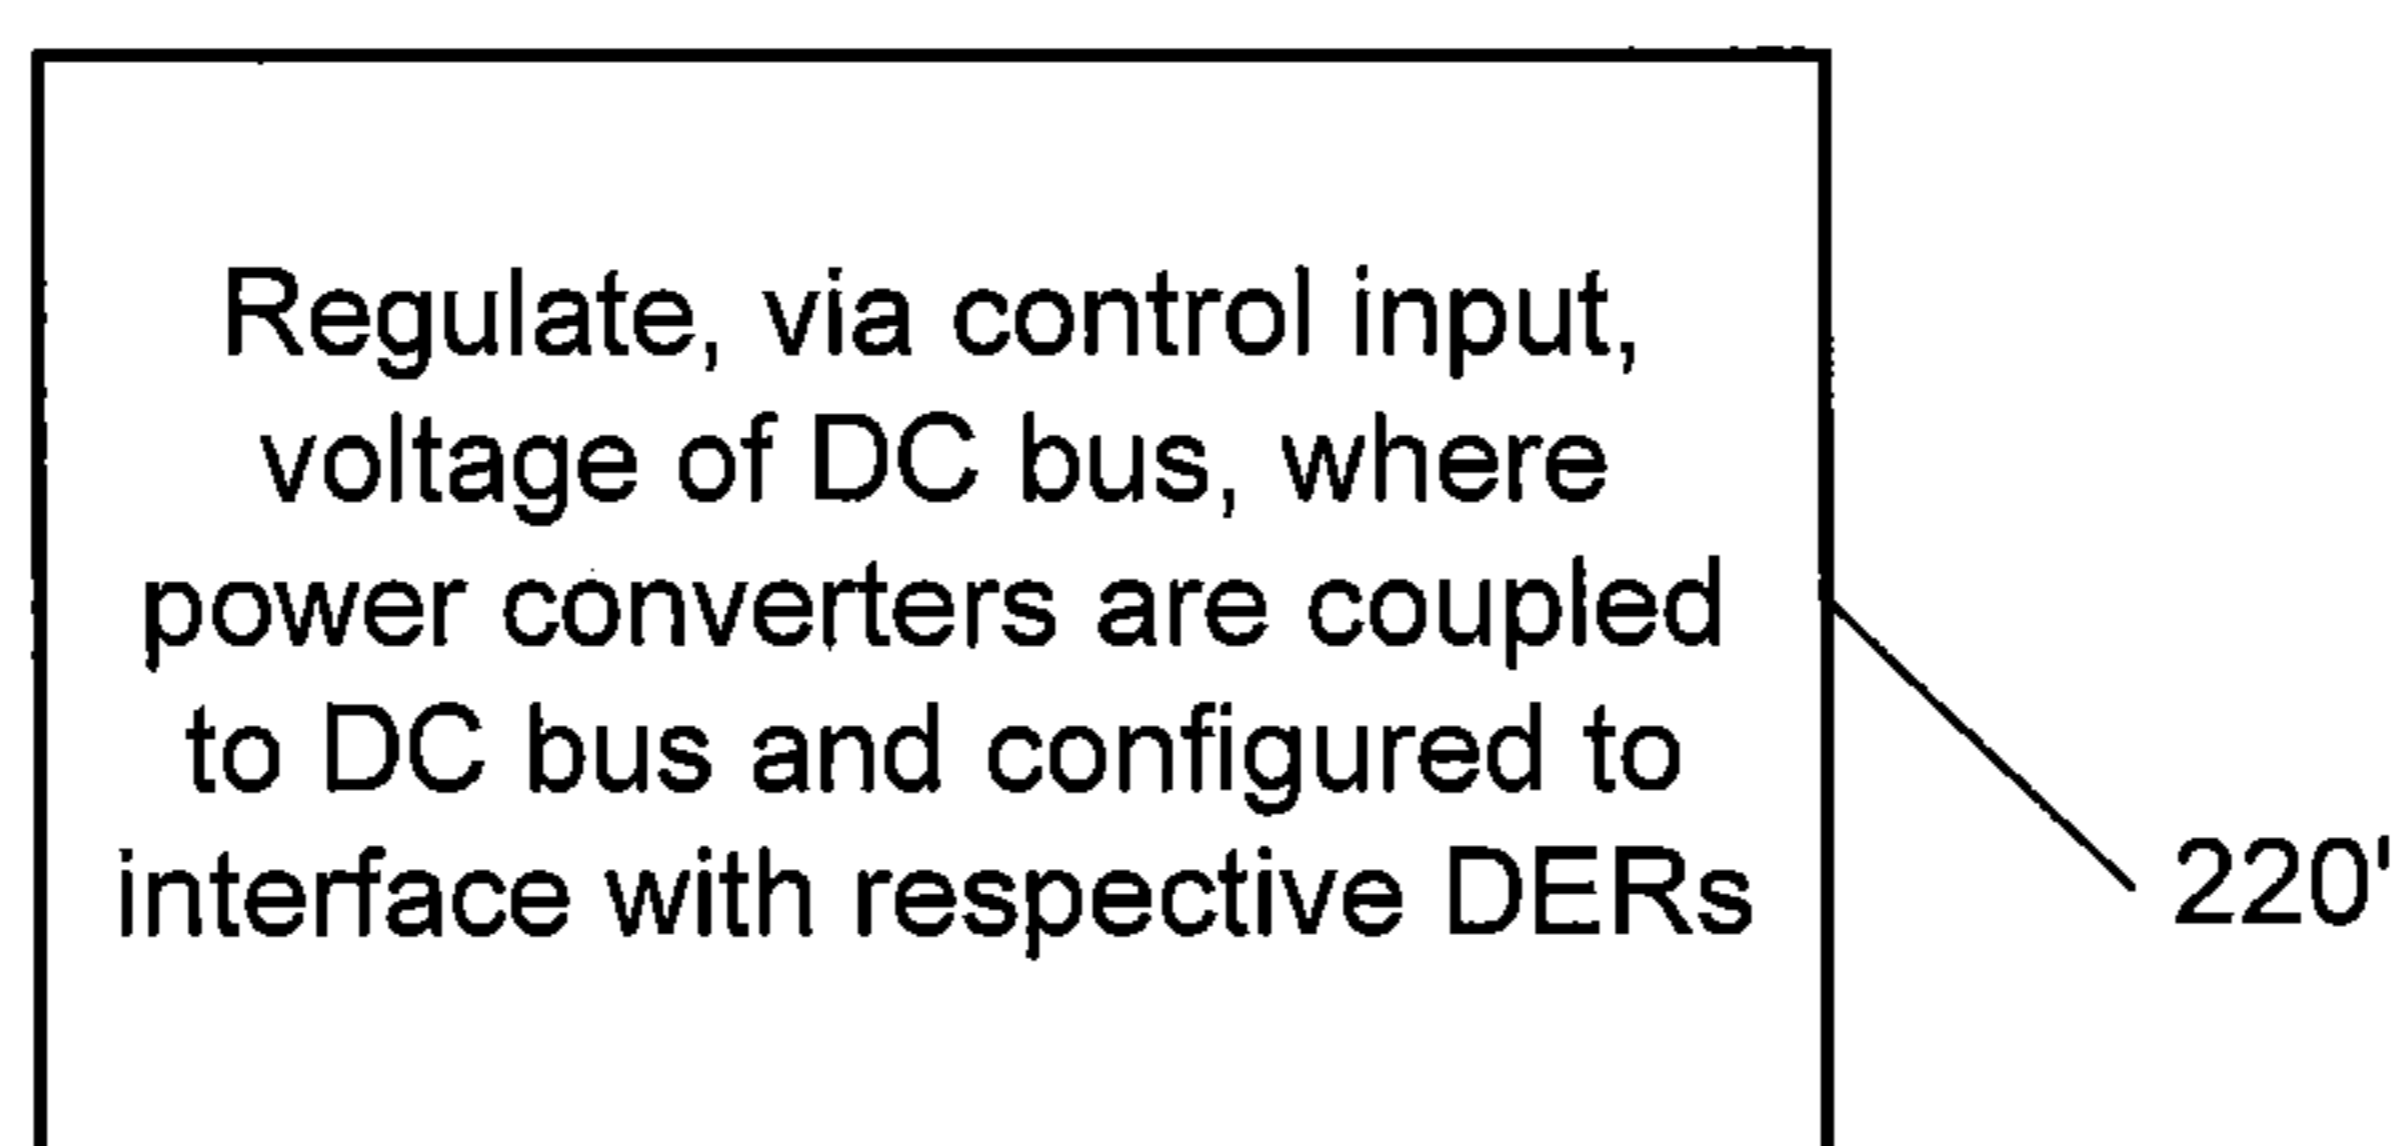 Regulate, via control input,
voltage of DC bus, where
power converters are coupled
to DC bus and configured to
interface with respective DERs
220'